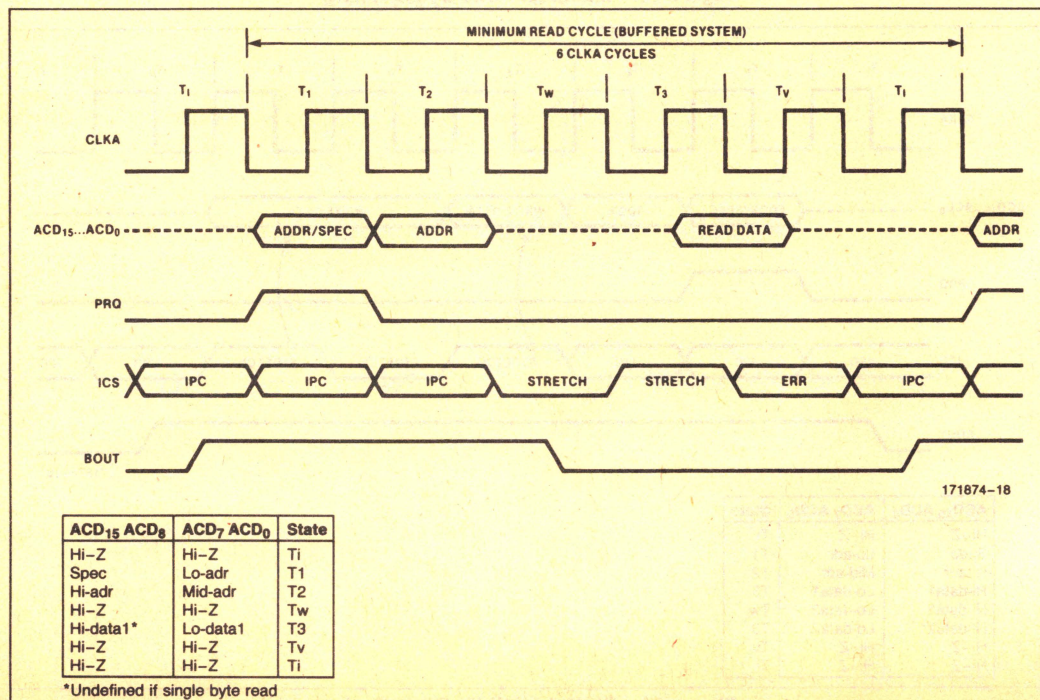 MINIMUM READ CYCLE (BUFFERED SYSTEM)
6 CLKA CYCLES
Ti T1 T2 TW T3 TV Ti
CLKA
ACD15...ACD0 ADDR/SPEC ADDR READ DATA ADDR
PRQ
ICS IPC IPC IPC STRETCH STRETCH ERR IPC
BOUT
171874–18
ACD15 ACD8 ACD7 ACD0 State
Hi–Z Hi–Z Ti
Spec Lo-adr T1
Hi-adr Mid-adr T2
Hi–Z Hi–Z Tw
Hi-data1* Lo-data1 T3
Hi–Z Hi–Z Tv
Hi–Z Hi–Z Ti
*Undefined if single byte read